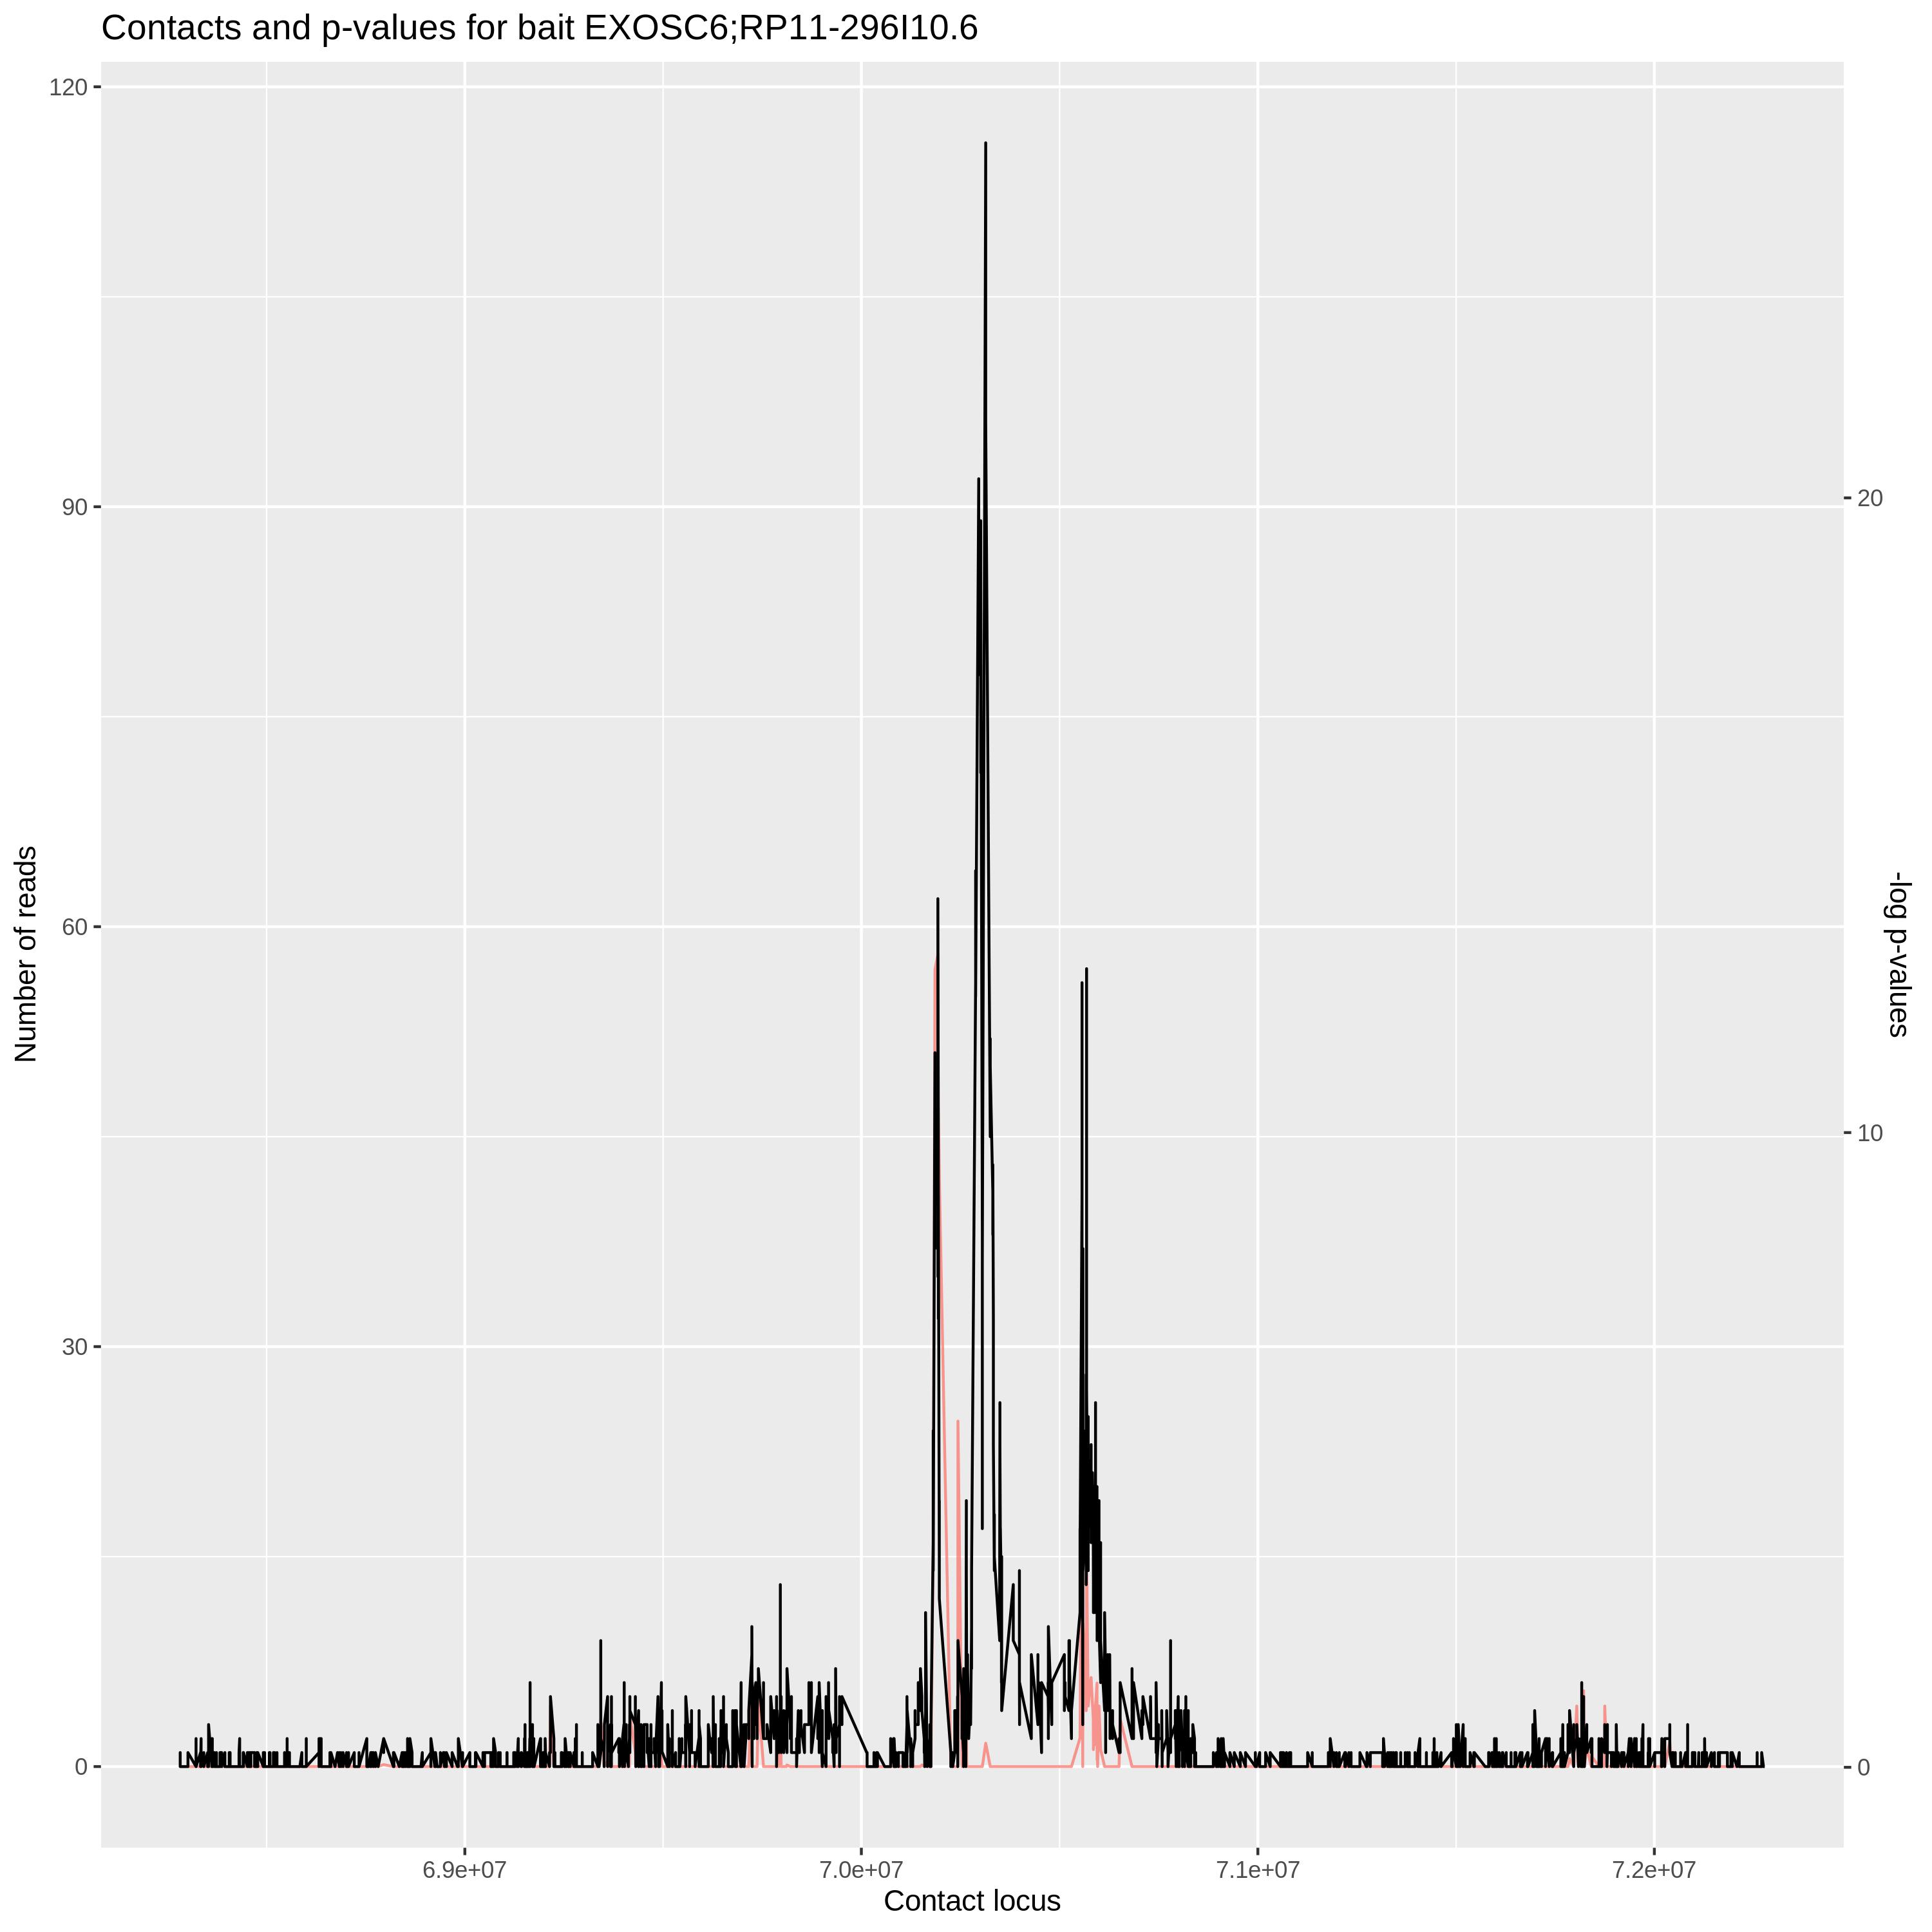 Contacts and p-values for bait EXOSC6;RP11-296I10.6
120
90
60
30
0
Number of reads
20
10
0
-log p-values
6.9e+07
7.0e+07
7.1e+07
7.2e+07
Contact locus